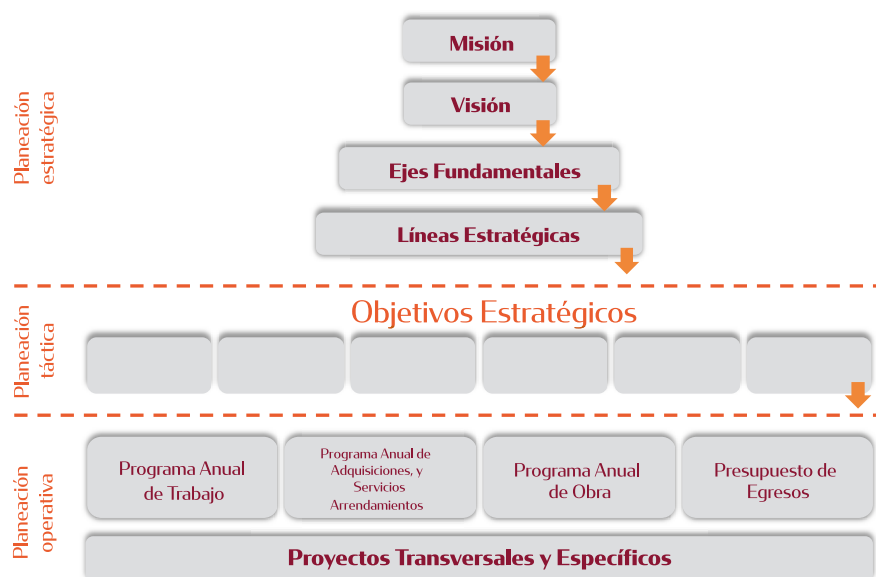 Planeación
estratégica
Misión
Visión
Ejes Fundamentales
Líneas Estratégicas
Planeación
táctica
Objetivos Estratégicos
Planeación
operativa
Programa Anual
de Trabajo
Programa Anual de
Adquisiciones, y
Servicios
Arrendamientos
Programa Anual
de Obra
Presupuesto de
Egresos
Proyectos Transversales y Específicos